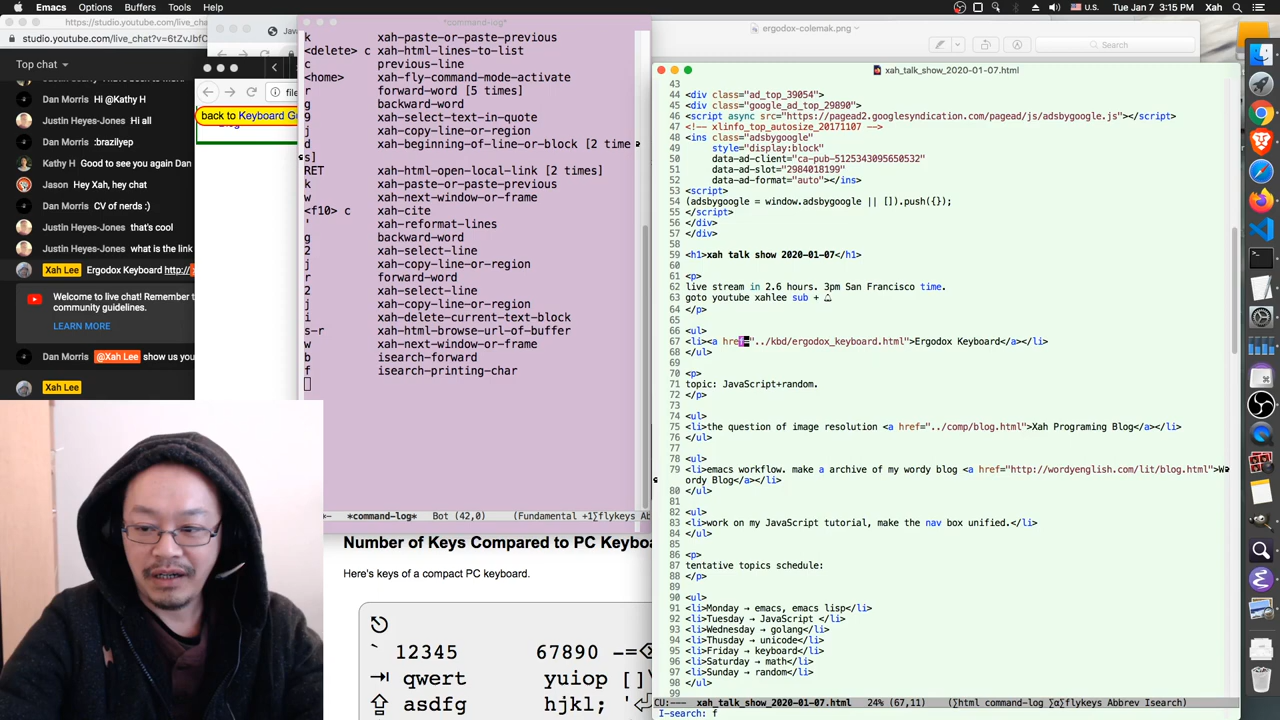 Emacs
File Edit Options Buffers Tools HTML Help
100%
Tue Jan 7 3:15 PM
Xah
https://studio.youtube.com/live_chat?
studio.youtube.com/live_chat?v=6tZvJbfC
Top chat
Dan Morris Hi @Kathy H
Justin Heyes-Jones Hi all
Dan Morris @brazilyep
Kathy H Good to see you again Dan
Jason Hey Xah, hey chat
Dan Morris CV of nerds :)
Justin Heyes-Jones that's cool
Justin Heyes-Jones what is the link
Xah Lee Ergodox Keyboard http://
Welcome to live chat! Remember t
community guidelines.
LEARN MORE
Dan Morris @Xah Lee show us you
Xah Lee
file
back to Keyboard Gu
Blog
*command-log*
k xah-paste-or-paste-previous
<delete> c xah-html-lines-to-list
c previous-line
<home> xah-fly-command-mode-activate
r forward-word [5 times]
g backward-word
9 xah-select-text-in-quote
j xah-copy-line-or-region
d xah-beginning-of-line-or-block [2 time
s]
RET xah-html-open-local-link [2 times]
k xah-paste-or-paste-previous
w xah-next-window-or-frame
<f10> c xah-cite
' xah-reformat-lines
g backward-word
2 xah-select-line
j xah-copy-line-or-region
r forward-word
2 xah-select-line
j xah-copy-line-or-region
i xah-delete-current-text-block
s-r xah-html-browse-url-of-buffer
w xah-next-window-or-frame
b isearch-forward
f isearch-printing-char
*command-log* Bot (42,0) (Fundamental +1∑flykeys Abbre
Number of Keys Compared to PC Keyboa
Here's keys of a compact PC keyboard.
` 12345 67890 -=
qwert yuiop []\
asdfg hjkl; '
ergodox-colemak.png
Search
xah_talk_show_2020-01-07.html
43
44 <div class="ad_top_39054">
45 <div class="google_ad_top_29890">
46 <script async src="https://pagead2.googlesyndication.com/pagead/js/adsbygoogle.js"></script>
47 <!-- xlinfo_top_autosize_20171107 -->
48 <ins class="adsbygoogle"
49 style="display:block"
50 data-ad-client="ca-pub-5125343095650532"
51 data-ad-slot="2984018199"
52 data-ad-format="auto"></ins>
53 <script>
54 (adsbygoogle = window.adsbygoogle || []).push({});
55 </script>
56 </div>
57 </div>
58
59 <h1>xah talk show 2020-01-07</h1>
60
61 <p>
62 live stream in 2.6 hours. 3pm San Francisco time.
63 goto youtube xahlee sub + 🔔
64 </p>
65
66 <ul>
67 <li><a href="../kbd/ergodox_keyboard.html">Ergodox Keyboard</a></li>
68 </ul>
69
70 <p>
71 topic: JavaScript+random.
72 </p>
73
74 <ul>
75 <li>the question of image resolution <a href="../comp/blog.html">Xah Programing Blog</a></li>
76 </ul>
77
78 <ul>
79 <li>emacs workflow. make a archive of my wordy blog <a href="http://wordyenglish.com/lit/blog.html">W
ordy Blog</a></li>
80 </ul>
81
82 <ul>
83 <li>work on my JavaScript tutorial, make the nav box unified.</li>
84 </ul>
85
86 <p>
87 tentative topics schedule:
88 </p>
89
90 <ul>
91 <li>Monday → emacs, emacs lisp</li>
92 <li>Tuesday → JavaScript </li>
93 <li>Wednesday → golang</li>
94 <li>Thusday → unicode</li>
95 <li>Friday → keyboard</li>
96 <li>Saturday → math</li>
97 <li>Sunday → random</li>
98 </ul>
99
CU:--- xah_talk_show_2020-01-07.html 24% (67,11) (∑html command-log ∑α∑flykeys Abbrev Isearch)
I-search: f